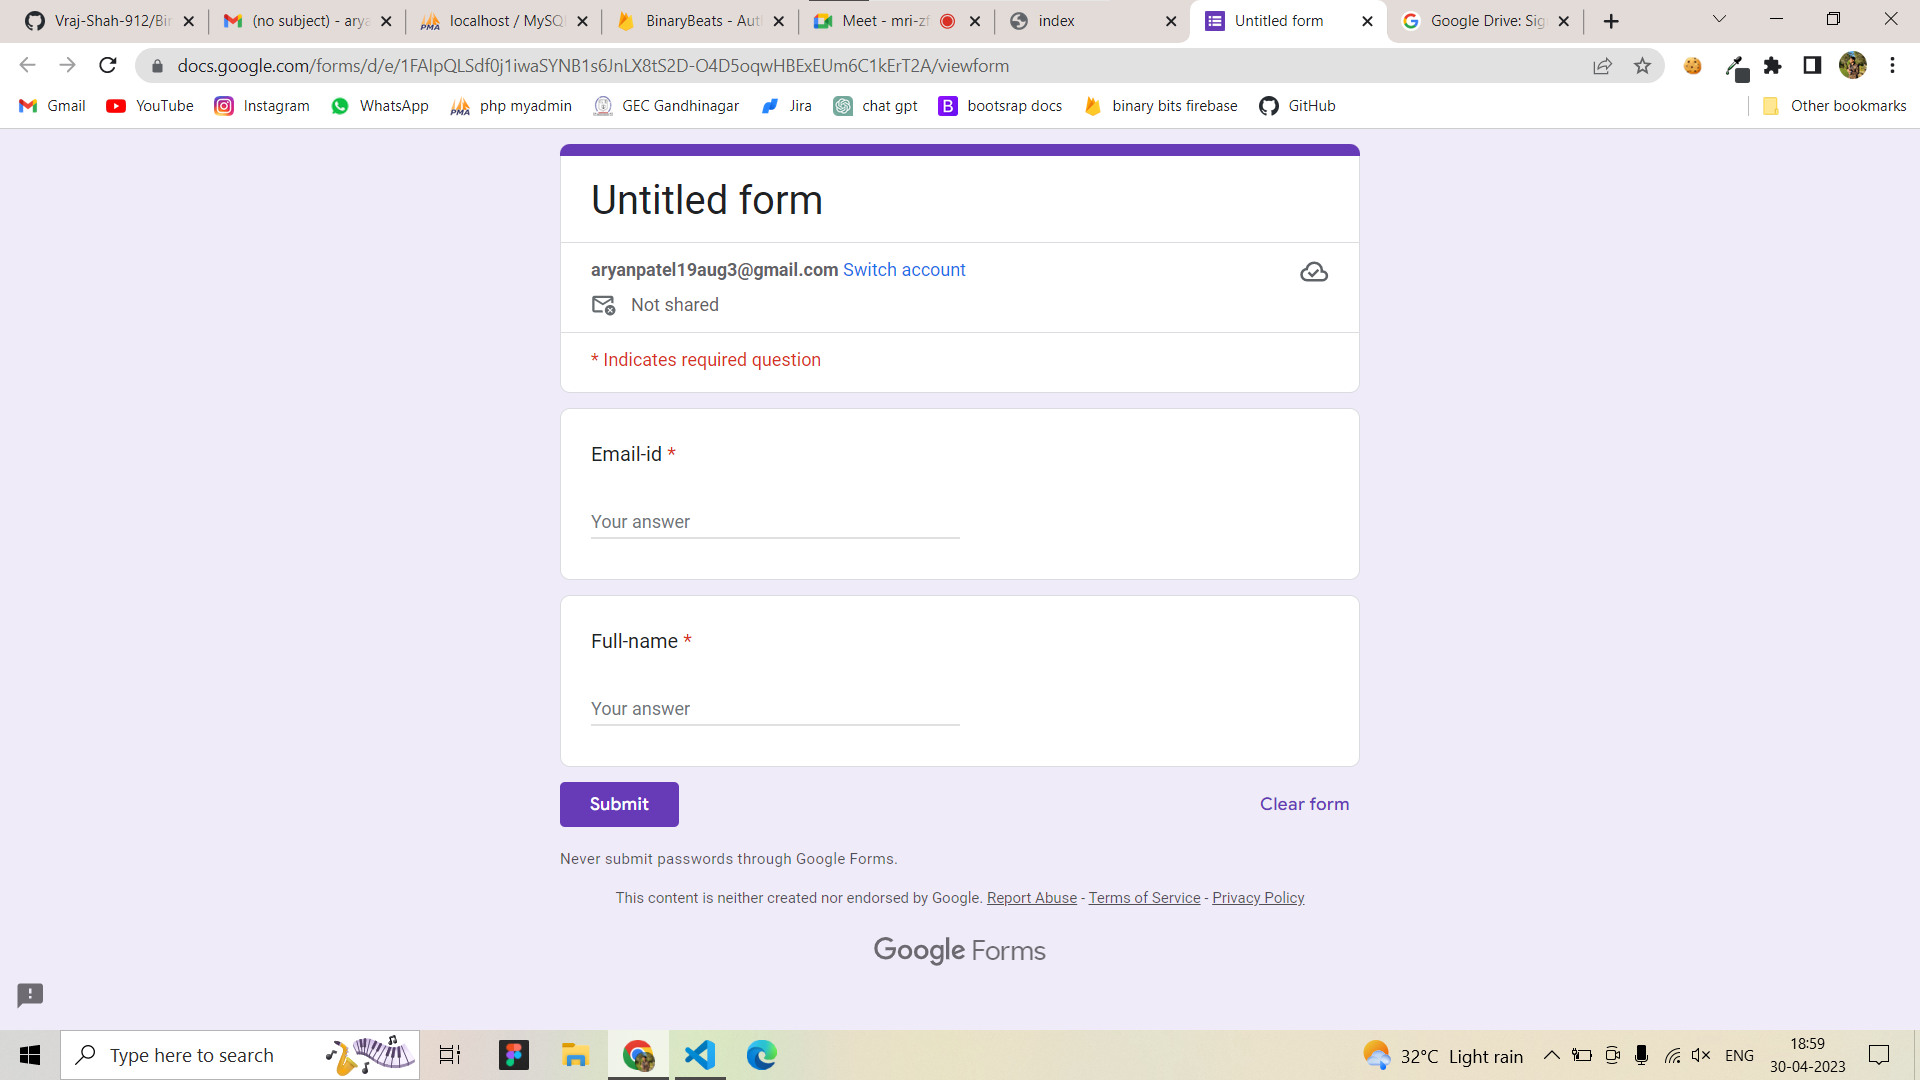 Vraj-Shah-912/Bin
(no subject) - arya
localhost / MySQL
BinaryBeats - Auth
Meet - mri-zf
index
Untitled form
Google Drive: Sig
docs.google.com/forms/d/e/1FAIpQLSdf0j1iwaSYNB1s6JnLX8tS2D-O4D5oqwHBExEUm6C1kErT2A/viewform
Gmail
YouTube
Instagram
WhatsApp
php myadmin
GEC Gandhinagar
Jira
chat gpt
bootsrap docs
binary bits firebase
GitHub
Other bookmarks
Untitled form
aryanpatel19aug3@gmail.com Switch account
Not shared
* Indicates required question
Email-id *
Your answer
Full-name *
Your answer
Submit
Clear form
Never submit passwords through Google Forms.
This content is neither created nor endorsed by Google. Report Abuse - Terms of Service - Privacy Policy
Google Forms
Type here to search
32°C Light rain
ENG
18:59
30-04-2023